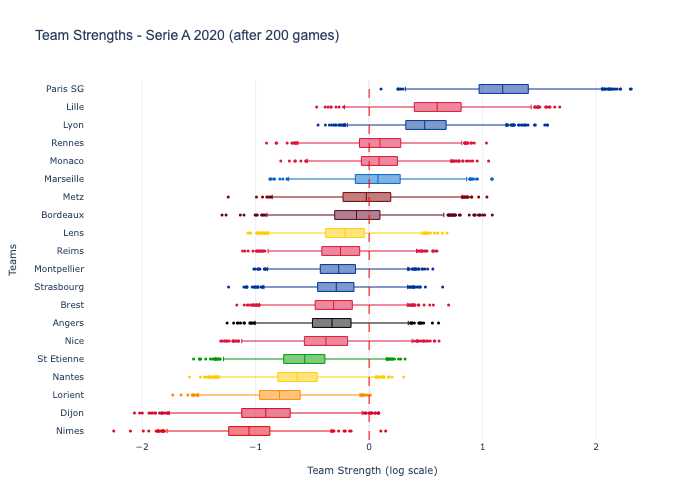 Team Strengths - Serie A 2020 (after 200 games)
Teams
Paris SG
Lille
Lyon
Rennes
Monaco
Marseille
Metz
Bordeaux
Lens
Reims
Montpellier
Strasbourg
Brest
Angers
Nice
St Etienne
Nantes
Lorient
Dijon
Nimes
−2 −1 0 1 2
Team Strength (log scale)